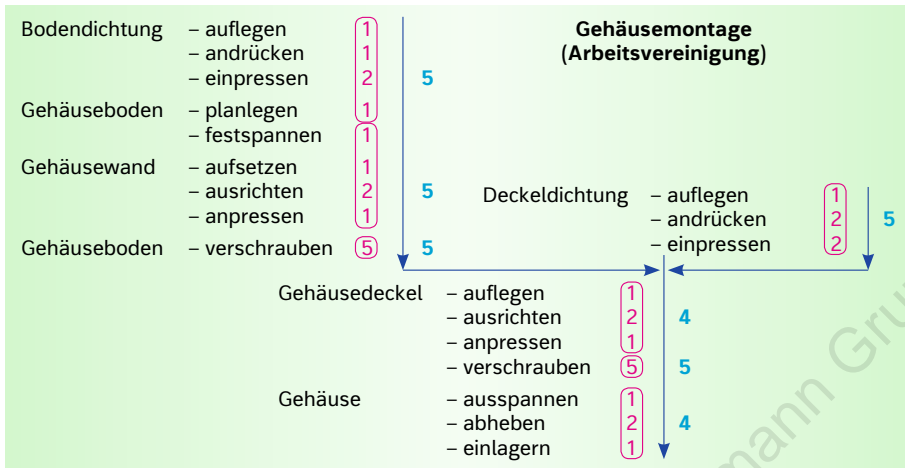 Bodendichtung – auflegen 1
– andrücken 1
– einpressen 2 5
Gehäuseboden – planlegen 1
– festspannen 1
Gehäusewand – aufsetzen 1
– ausrichten 2 5
– anpressen 1
Gehäuseboden – verschrauben 5 5
Gehäusemontage
(Arbeitsvereinigung)
Deckeldichtung – auflegen 1
– andrücken 2 5
– einpressen 2
Gehäusedeckel – auflegen 1
– ausrichten 2 4
– anpressen 1
– verschrauben 5 5
Gehäuse – ausspannen 1
– abheben 2 4
– einlagern 1